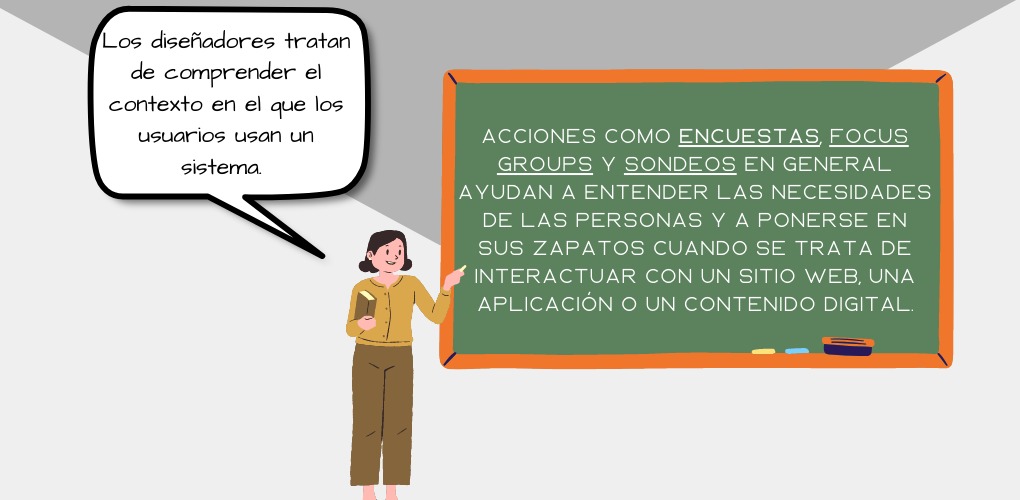 Los diseñadores tratan
de comprender el
contexto en el que los
usuarios usan un
sistema.
ACCIONES COMO ENCUESTAS, FOCUS
GROUPS Y SONDEOS EN GENERAL
AYUDAN A ENTENDER LAS NECESIDADES
DE LAS PERSONAS Y A PONERSE EN
SUS ZAPATOS CUANDO SE TRATA DE
INTERACTUAR CON UN SITIO WEB, UNA
APLICACIÓN O UN CONTENIDO DIGITAL.